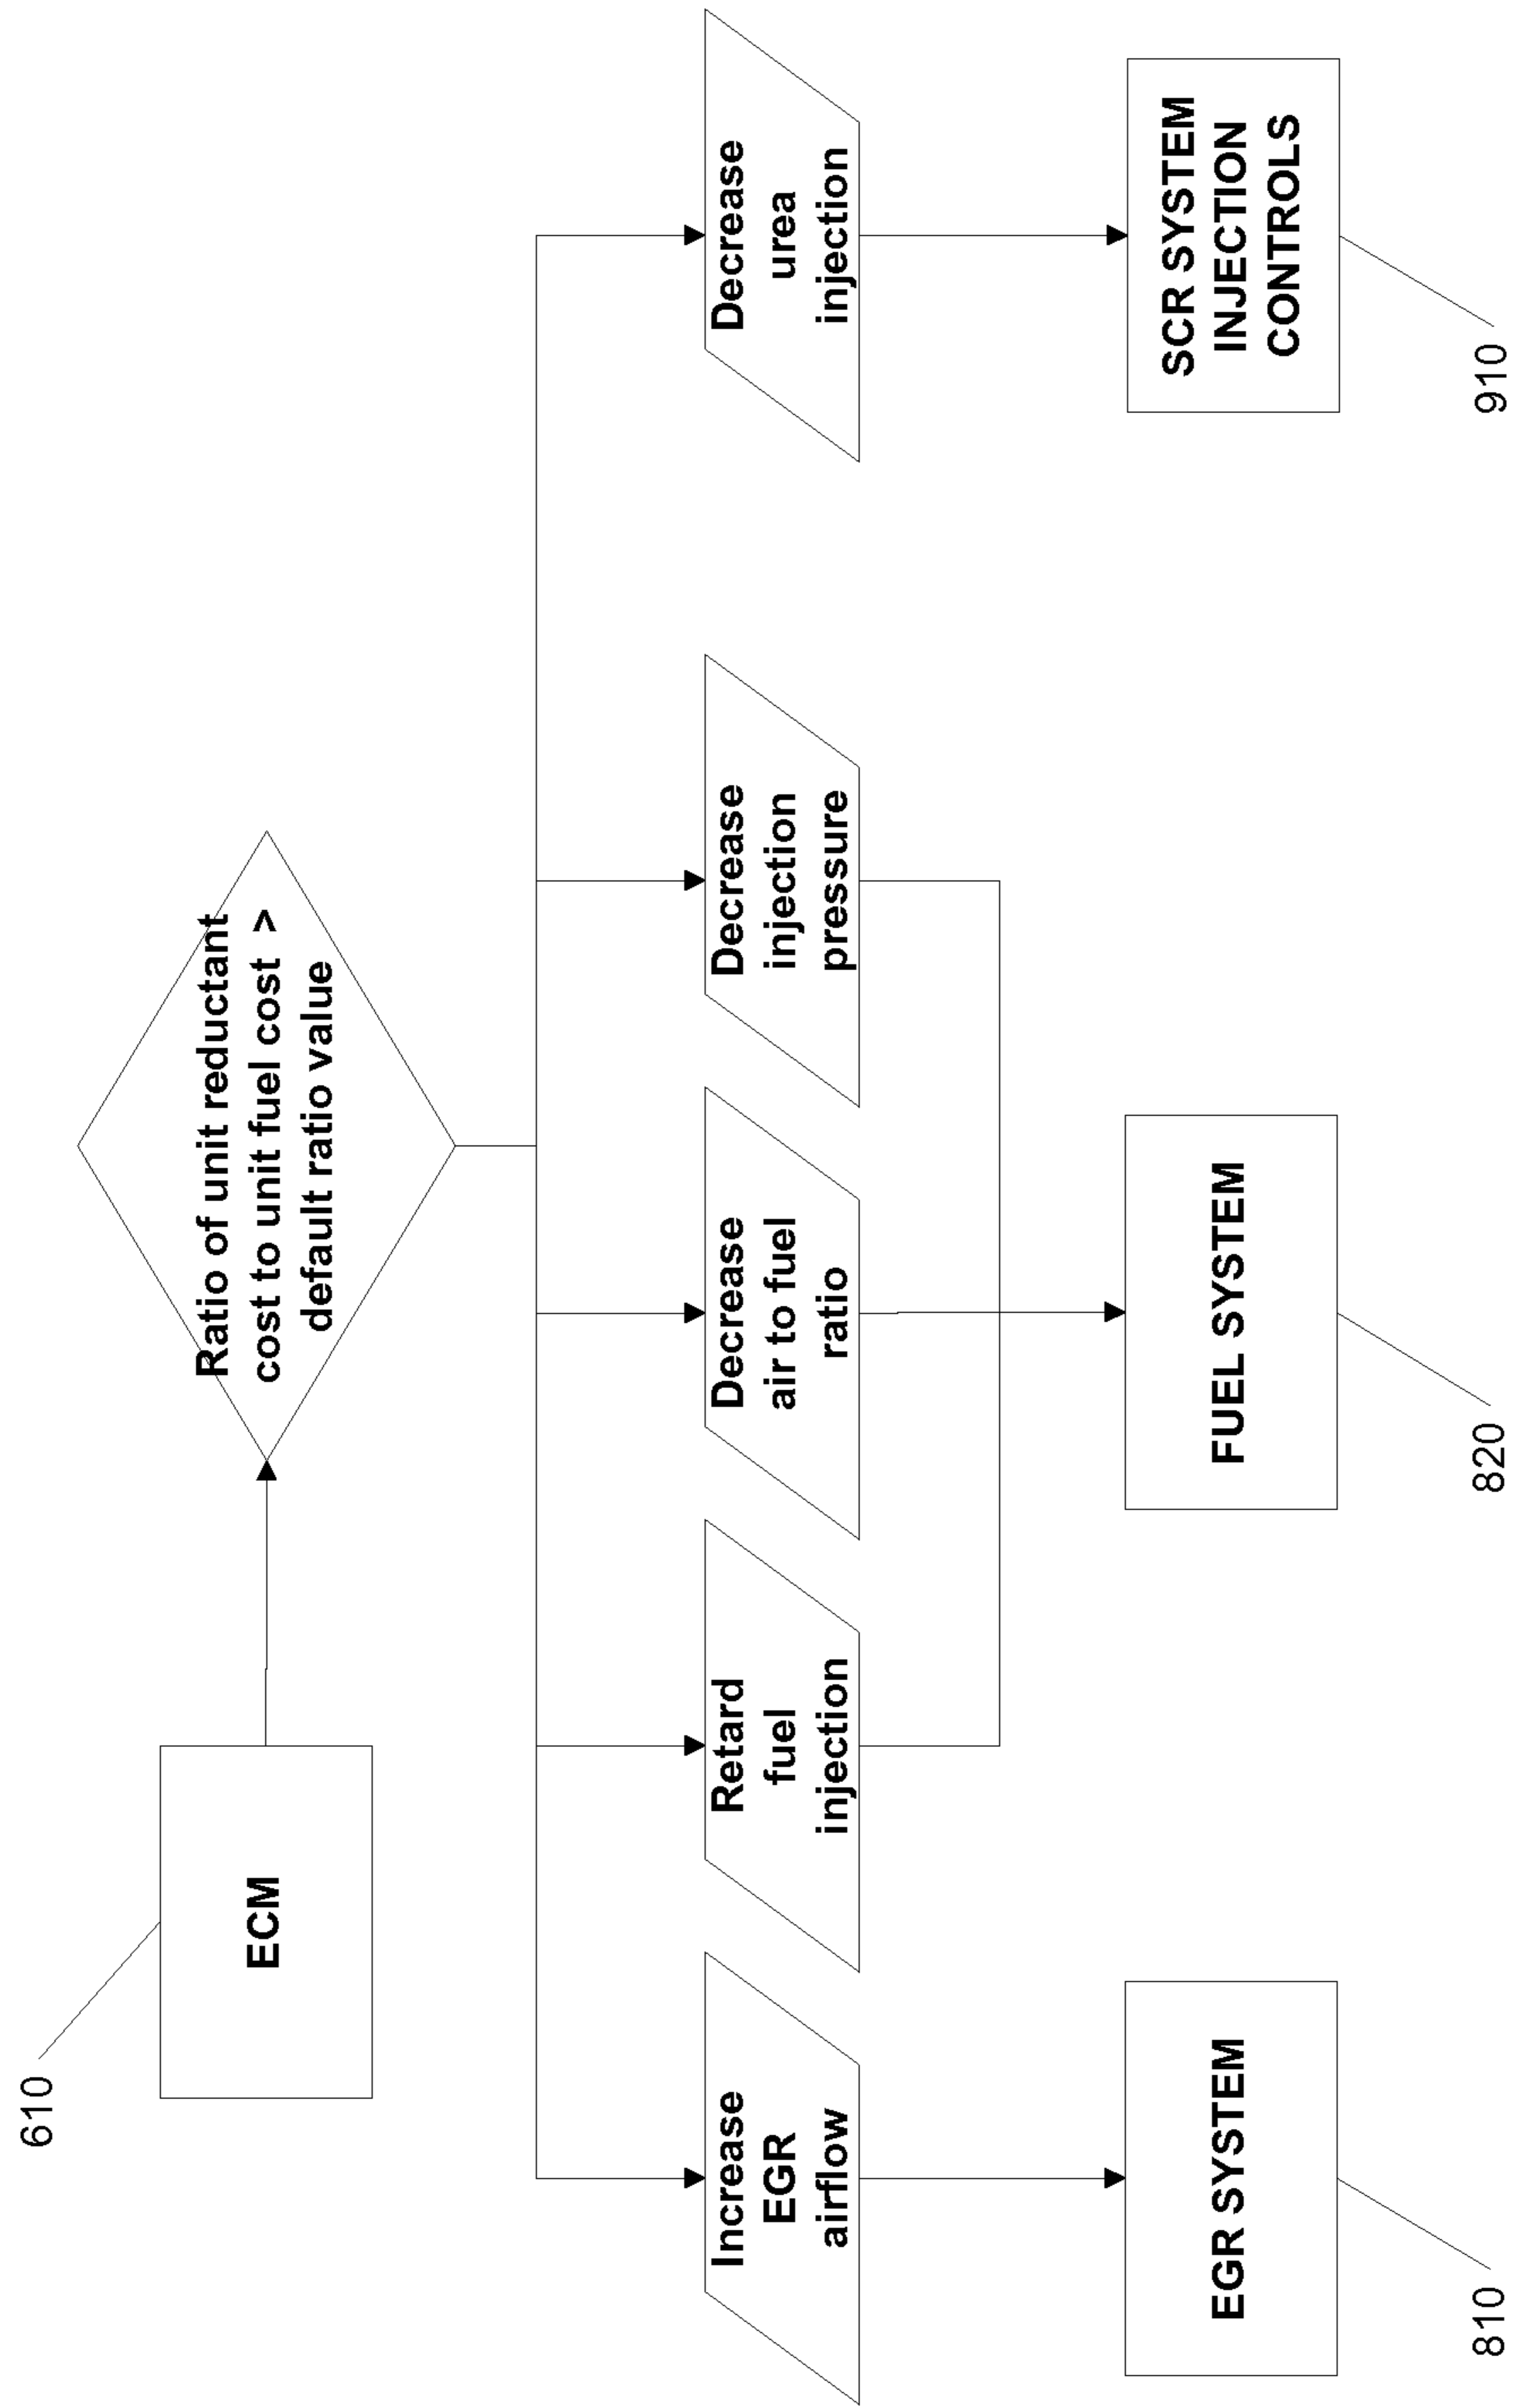 610
ECM
Ratio of unit reductant
cost to unit fuel cost >
default ratio value
Increase
EGR
airflow
Retard
fuel
injection
Decrease
air to fuel
ratio
Decrease
injection
pressure
Decrease
urea
injection
EGR SYSTEM
FUEL SYSTEM
SCR SYSTEM
INJECTION
CONTROLS
810
820
910